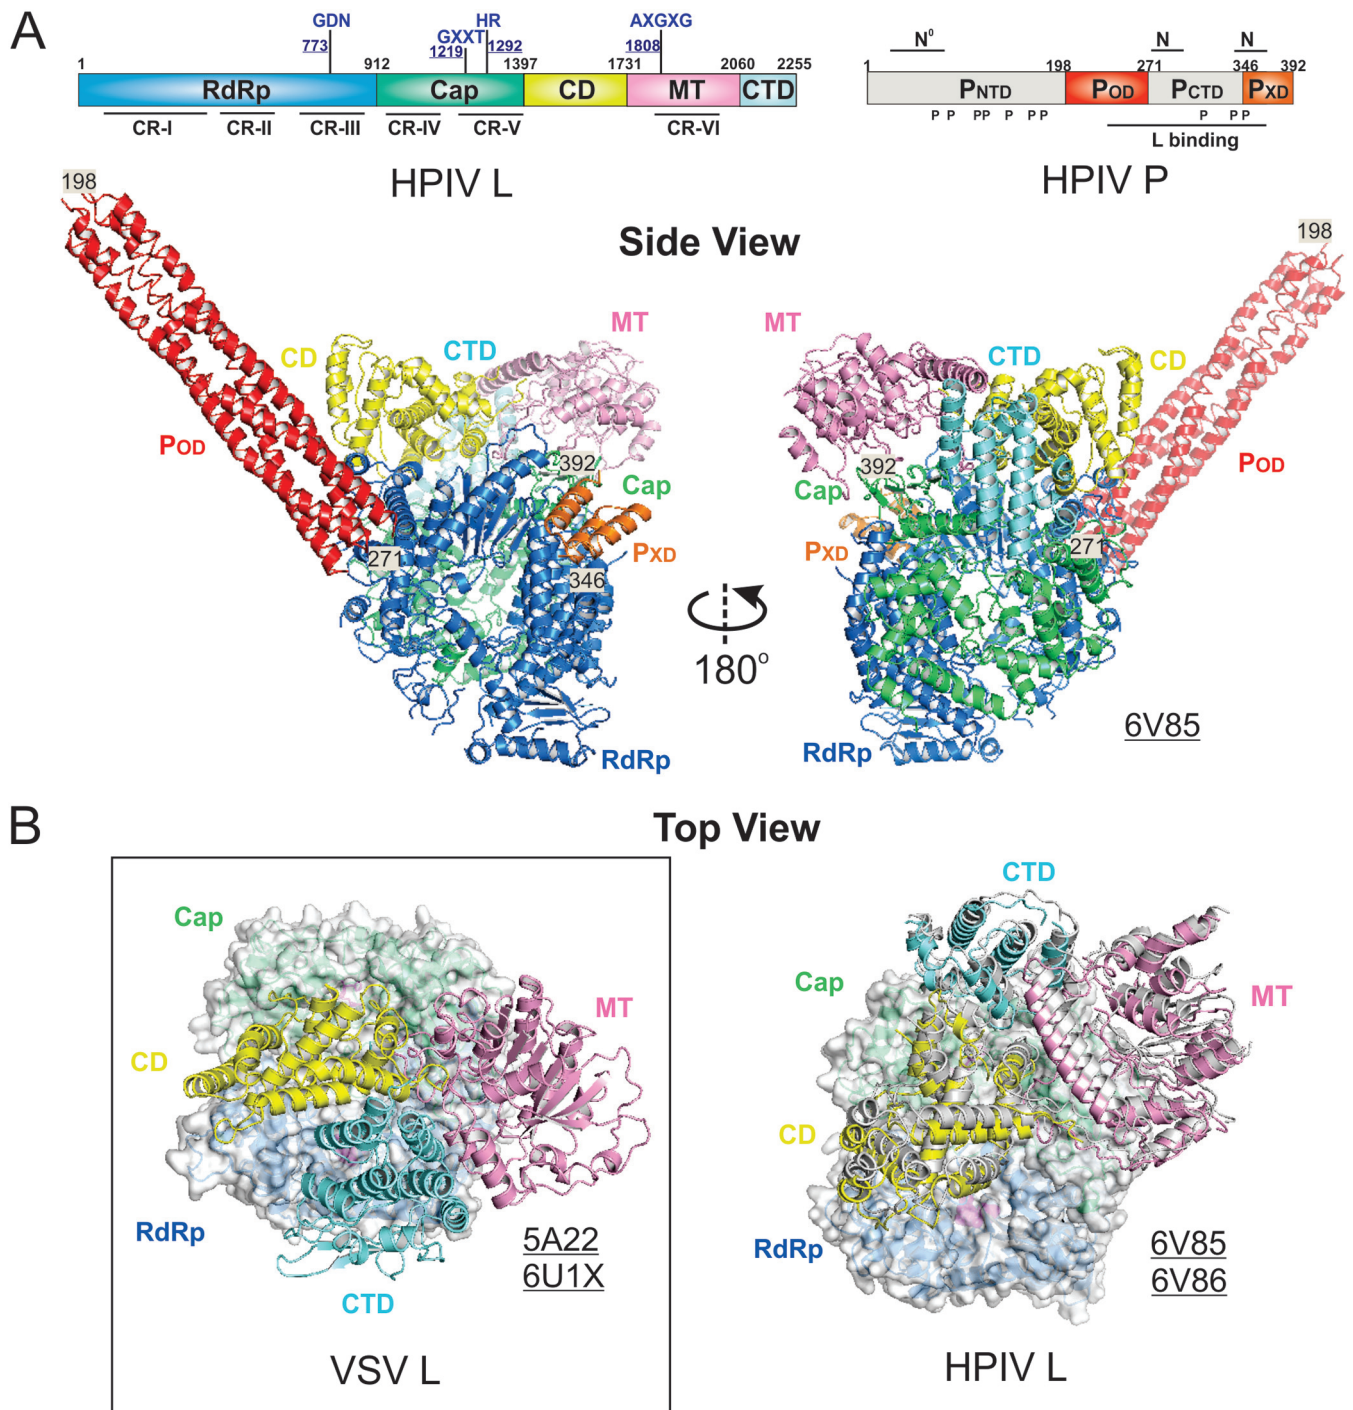 A
GDN
HR
GXXT
AXGXG
773
1219
1292
1808
1
912
1397
1731
2060
2255
RdRp
Cap
CD
MT
CTD
CR-I
CR-II
CR-III
CR-IV
CR-V
CR-VI
HPIV L
N⁰
N
N
1
198
271
346
392
PNTD
POD
PCTD
PXD
P P PP P P P P P P
L binding
HPIV P
Side View
198
CD
CTD
MT
POD
392
Cap
PXD
271
346
RdRp
180°
198
MT
CTD
CD
POD
392
Cap
PXD
271
RdRp
6V85
B
Top View
Cap
MT
CD
RdRp
CTD
5A22
6U1X
VSV L
CTD
Cap
MT
CD
RdRp
6V85
6V86
HPIV L